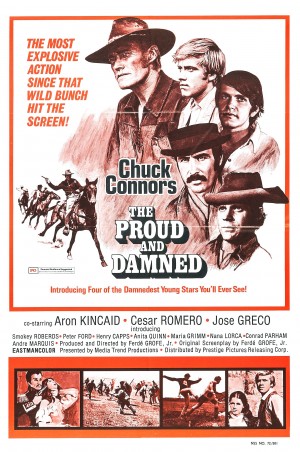 THE MOST
EXPLOSIVE
ACTION
SINCE THAT
WILD BUNCH
HIT THE
SCREEN!
Chuck
Connors
THE
PROUD
AND
DAMNED
PG
Introducing Four of the Damnedest Young Stars You'll Ever See!
co-starring Aron KINCAID • Cesar ROMERO • Jose GRECO
introducing
Smokey ROBERDS • Peter FORD • Henry CAPPS • Anita QUINN • Maria GRIMM • Nana LORCA • Conrad PARHAM
Andre MARQUIS • Produced and Directed by Ferdé GROFE, Jr. • Original Screenplay by Ferdé GROFE, Jr.
EASTMANCOLOR Presented by Media Trend Productions • Distributed by Prestige Pictures Releasing Corp.